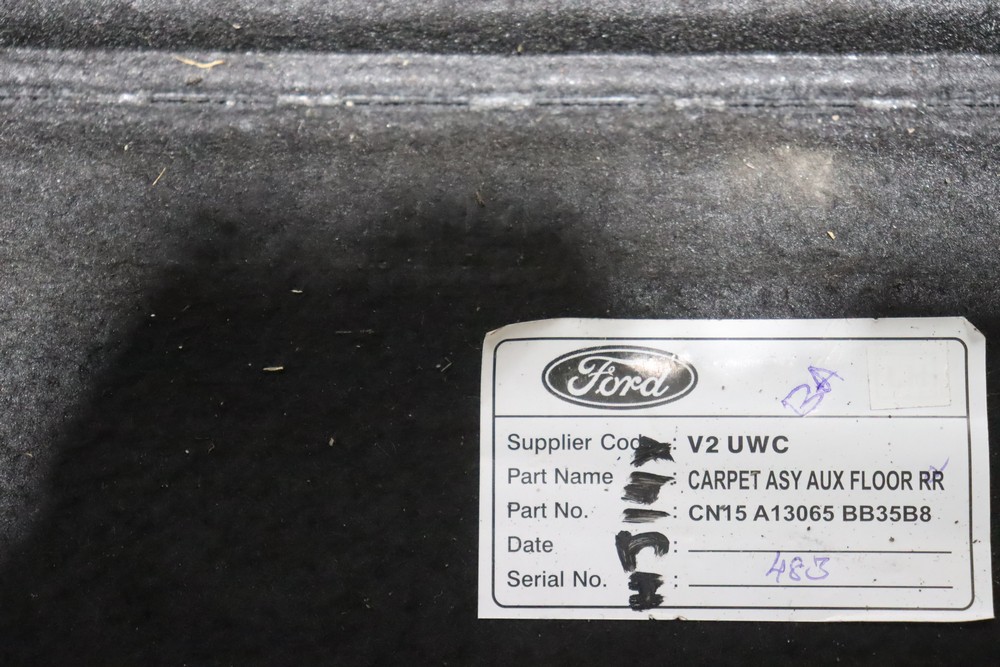 Ford
BA
Supplier Code : V2 UWC
Part Name : CARPET ASY AUX FLOOR RR
Part No. : CN15 A13065 BB35B8
Date :
Serial No. : 483